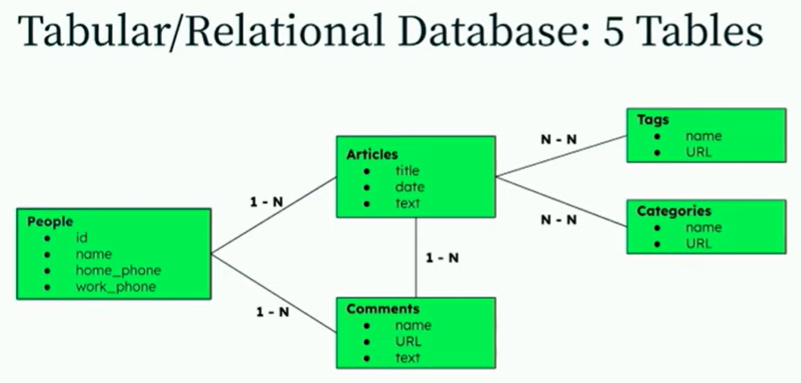 Tabular/Relational Database: 5 Tables
People
• id
• name
• home_phone
• work_phone
1 - N
1 - N
Articles
• title
• date
• text
1 - N
Comments
• name
• URL
• text
N - N
N - N
Tags
• name
• URL
Categories
• name
• URL